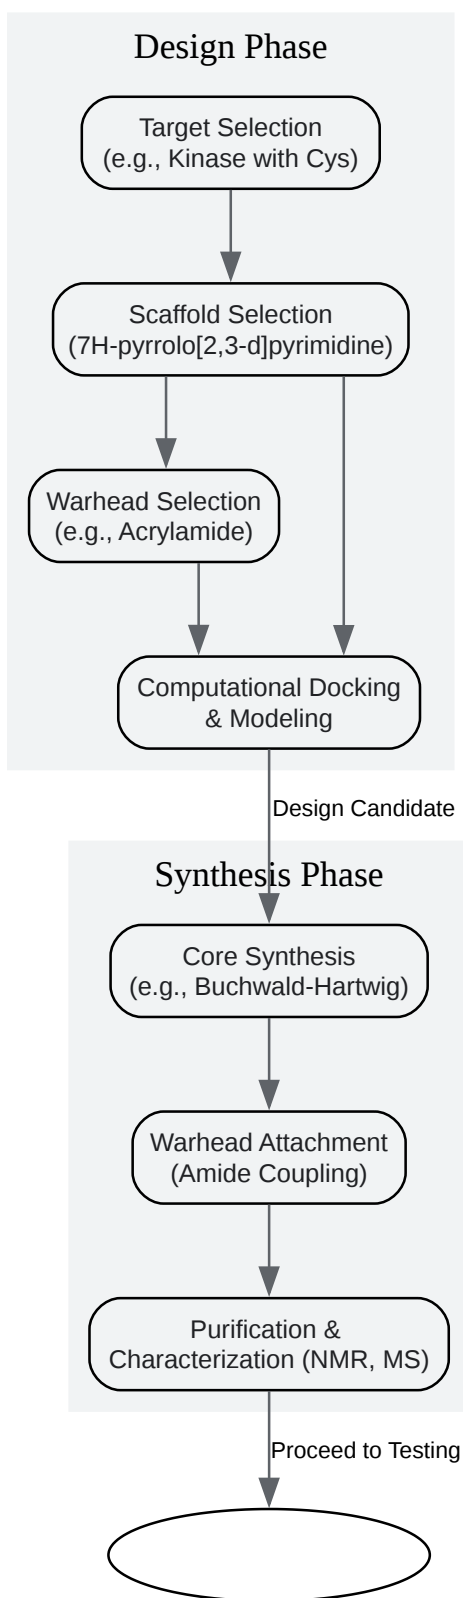 Design Phase
Target Selection
(e.g., Kinase with Cys)
Scaffold Selection
(7H-pyrrolo[2,3-d]pyrimidine)
Warhead Selection
(e.g., Acrylamide)
Computational Docking
& Modeling
Design Candidate
Synthesis Phase
Core Synthesis
(e.g., Buchwald-Hartwig)
Warhead Attachment
(Amide Coupling)
Purification &
Characterization (NMR, MS)
Proceed to Testing